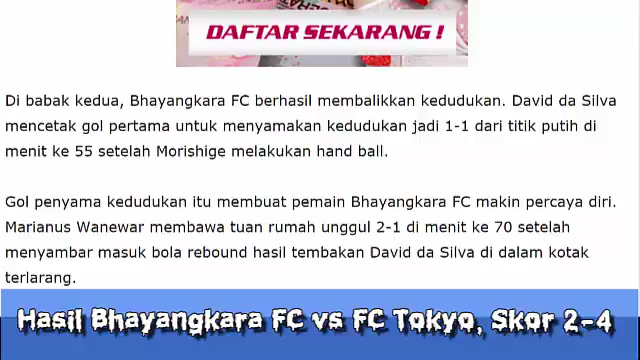 DAFTAR SEKARANG !
Di babak kedua, Bhayangkara FC berhasil membalikkan kedudukan. David da Silva
mencetak gol pertama untuk menyamakan kedudukan jadi 1-1 dari titik putih di
menit ke 55 setelah Morishige melakukan hand ball.
Gol penyama kedudukan itu membuat pemain Bhayangkara FC makin percaya diri.
Marianus Wanewar membawa tuan rumah unggul 2-1 di menit ke 70 setelah
menyambar masuk bola rebound hasil tembakan David da Silva di dalam kotak
terlarang.
Hasil Bhayangkara FC vs FC Tokyo, Skor 2-4